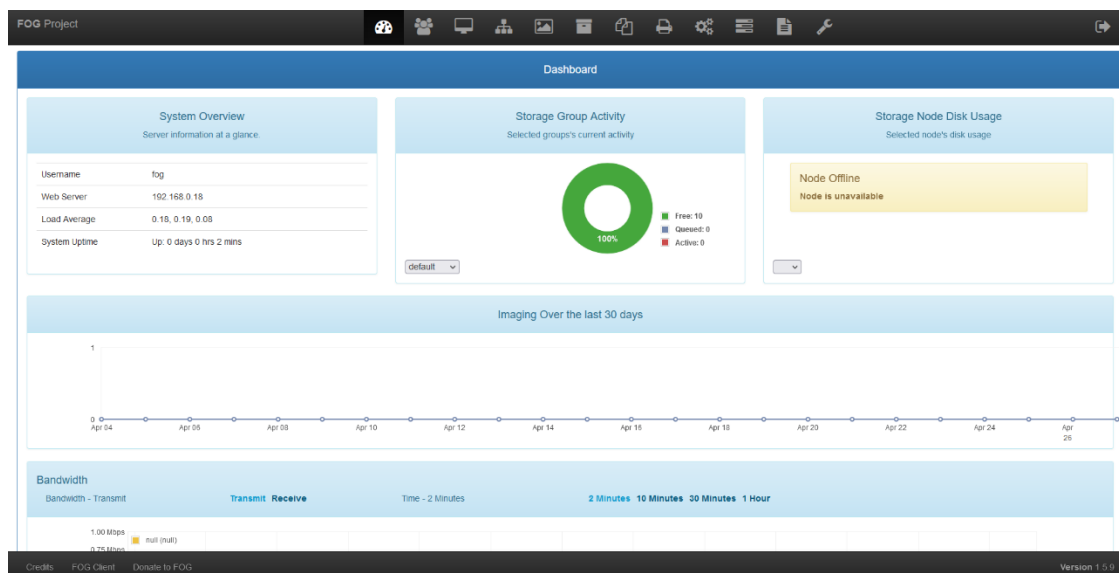 FOG Project
Dashboard
System Overview
Server information at a glance.
Username fog
Web Server 192.168.0.18
Load Average 0.18, 0.19, 0.08
System Uptime Up: 0 days 0 hrs 2 mins
Storage Group Activity
Selected groups's current activity
100%
Free: 10
Queued: 0
Active: 0
default
Storage Node Disk Usage
Selected node's disk usage
Node Offline
Node is unavailable
Imaging Over the last 30 days
1
0
Apr 04 Apr 06 Apr 08 Apr 10 Apr 12 Apr 14 Apr 16 Apr 18 Apr 20 Apr 22 Apr 24 Apr
26
Bandwidth
Bandwidth - Transmit Transmit Receive Time - 2 Minutes 2 Minutes 10 Minutes 30 Minutes 1 Hour
1.00 Mbps
null (null)
0.75 Mbps
Credits FOG Client Donate to FOG Version 1.5.9